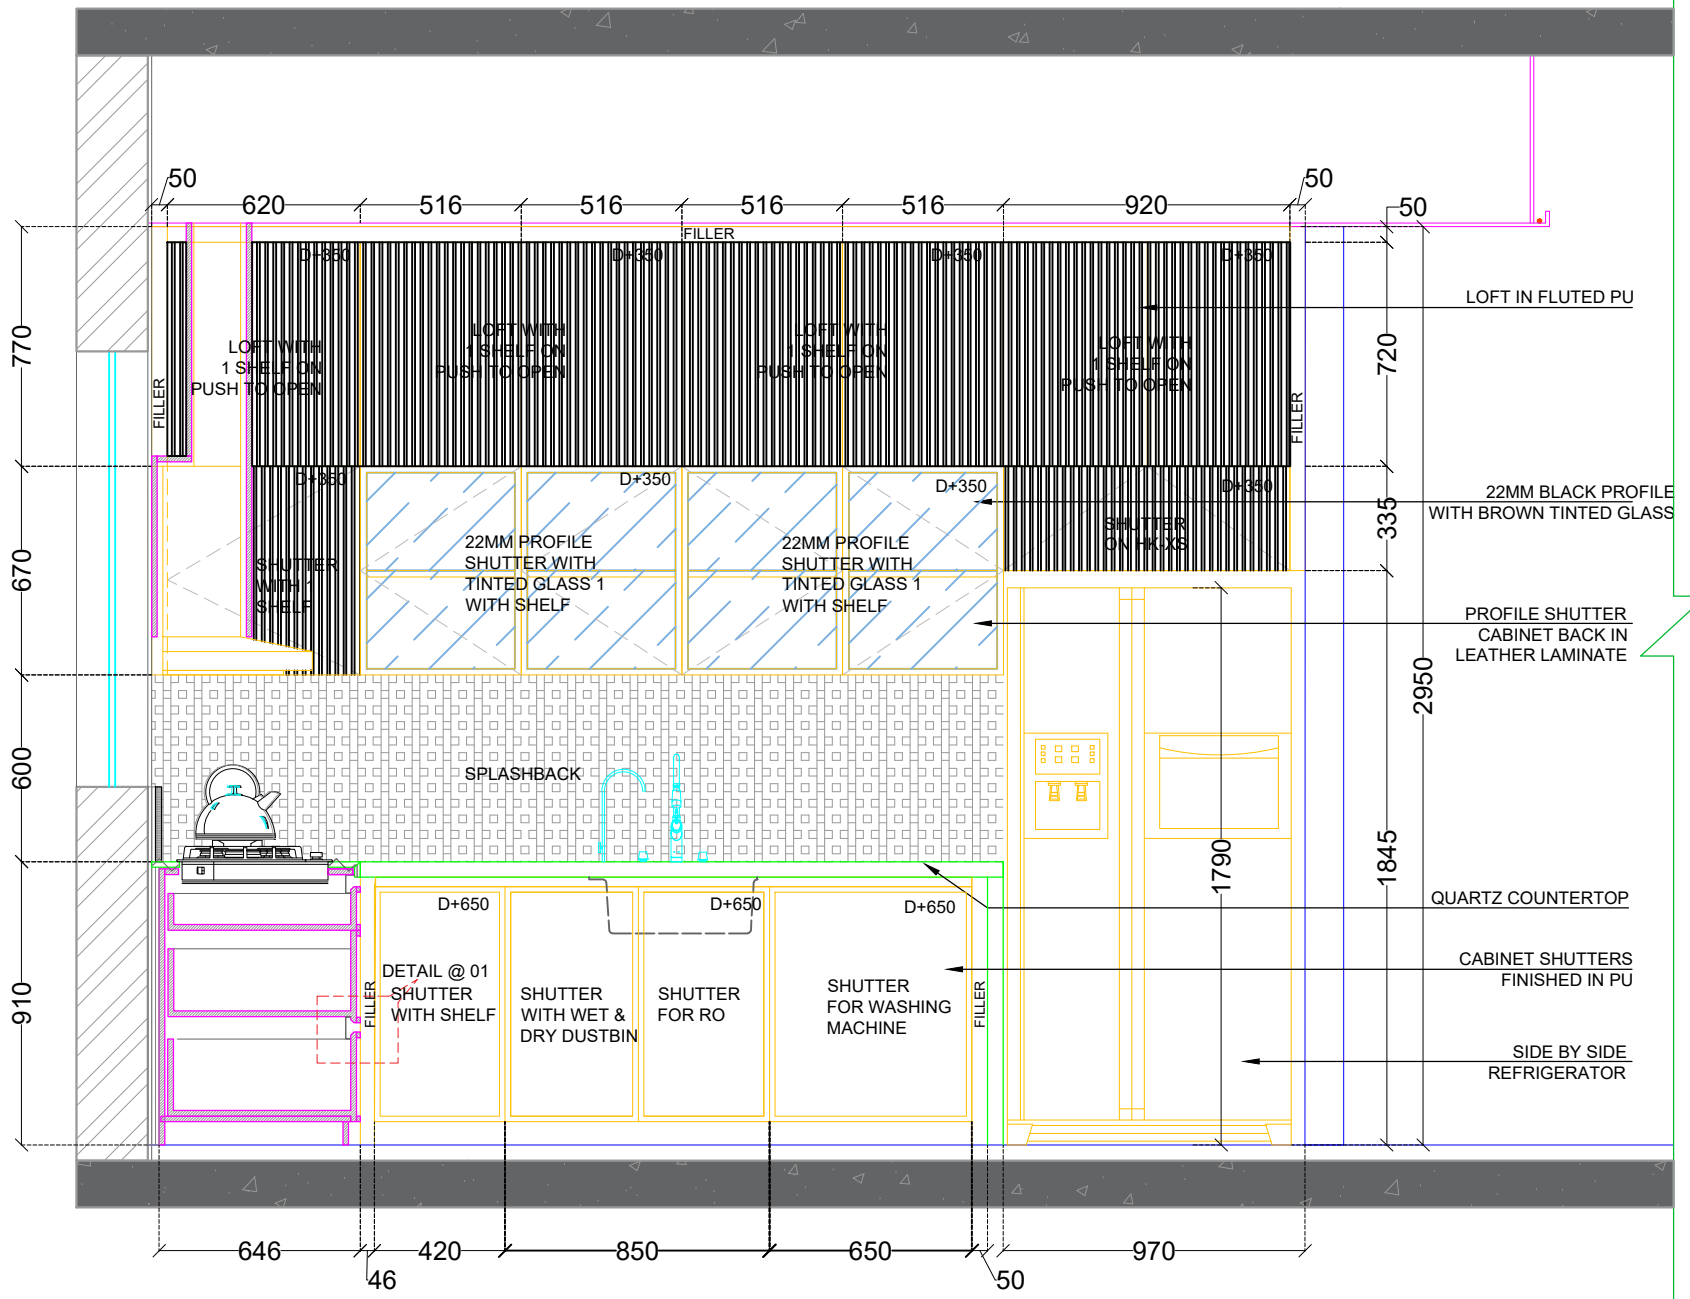 50
620
516
516
516
516
920
50
50
FILLER
D+350
D+350
D+350
D+350
LOFT IN FLUTED PU
770
FILLER
LOFT WITH
1 SHELF ON
PUSH TO OPEN
LOFT WITH
1 SHELF ON
PUSH TO OPEN
LOFT WITH
1 SHELF ON
PUSH TO OPEN
LOFT WITH
1 SHELF ON
PUSH TO OPEN
FILLER
720
D+350
D+350
D+350
D+350
22MM BLACK PROFILE
WITH BROWN TINTED GLASS
335
670
SHUTTER
WITH 1
SHELF
22MM PROFILE
SHUTTER WITH
TINTED GLASS 1
WITH SHELF
22MM PROFILE
SHUTTER WITH
TINTED GLASS 1
WITH SHELF
SHUTTER
ON HK-XS
PROFILE SHUTTER
CABINET BACK IN
LEATHER LAMINATE
2950
600
SPLASHBACK
1790
1845
QUARTZ COUNTERTOP
D+650
D+650
D+650
910
DETAIL @ 01
FILLER
SHUTTER
WITH SHELF
SHUTTER
WITH WET &
DRY DUSTBIN
SHUTTER
FOR RO
SHUTTER
FOR WASHING
MACHINE
FILLER
CABINET SHUTTERS
FINISHED IN PU
SIDE BY SIDE
REFRIGERATOR
646
46
420
850
650
50
970